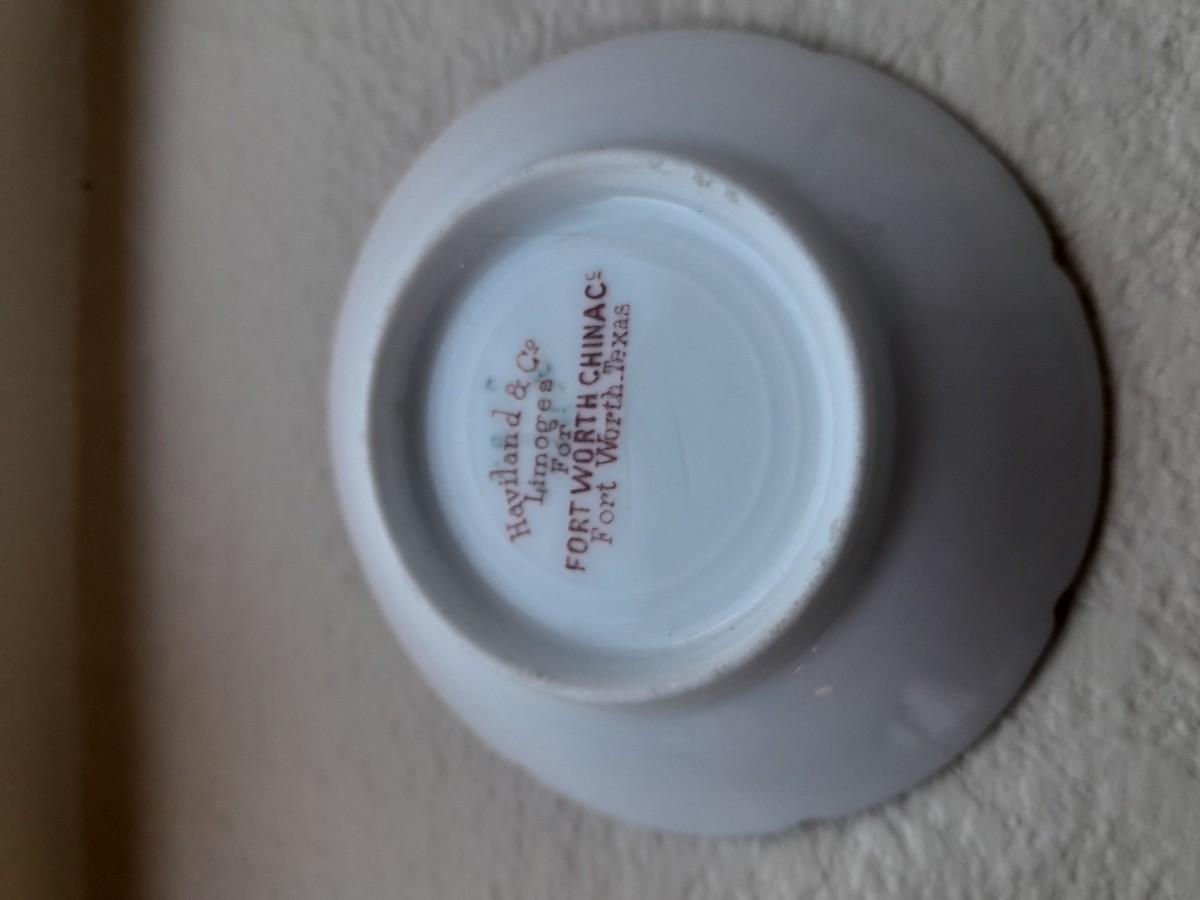 Haviland & Co
Limoges
For
FORT WORTH CHINA Co
Fort Worth.Texas